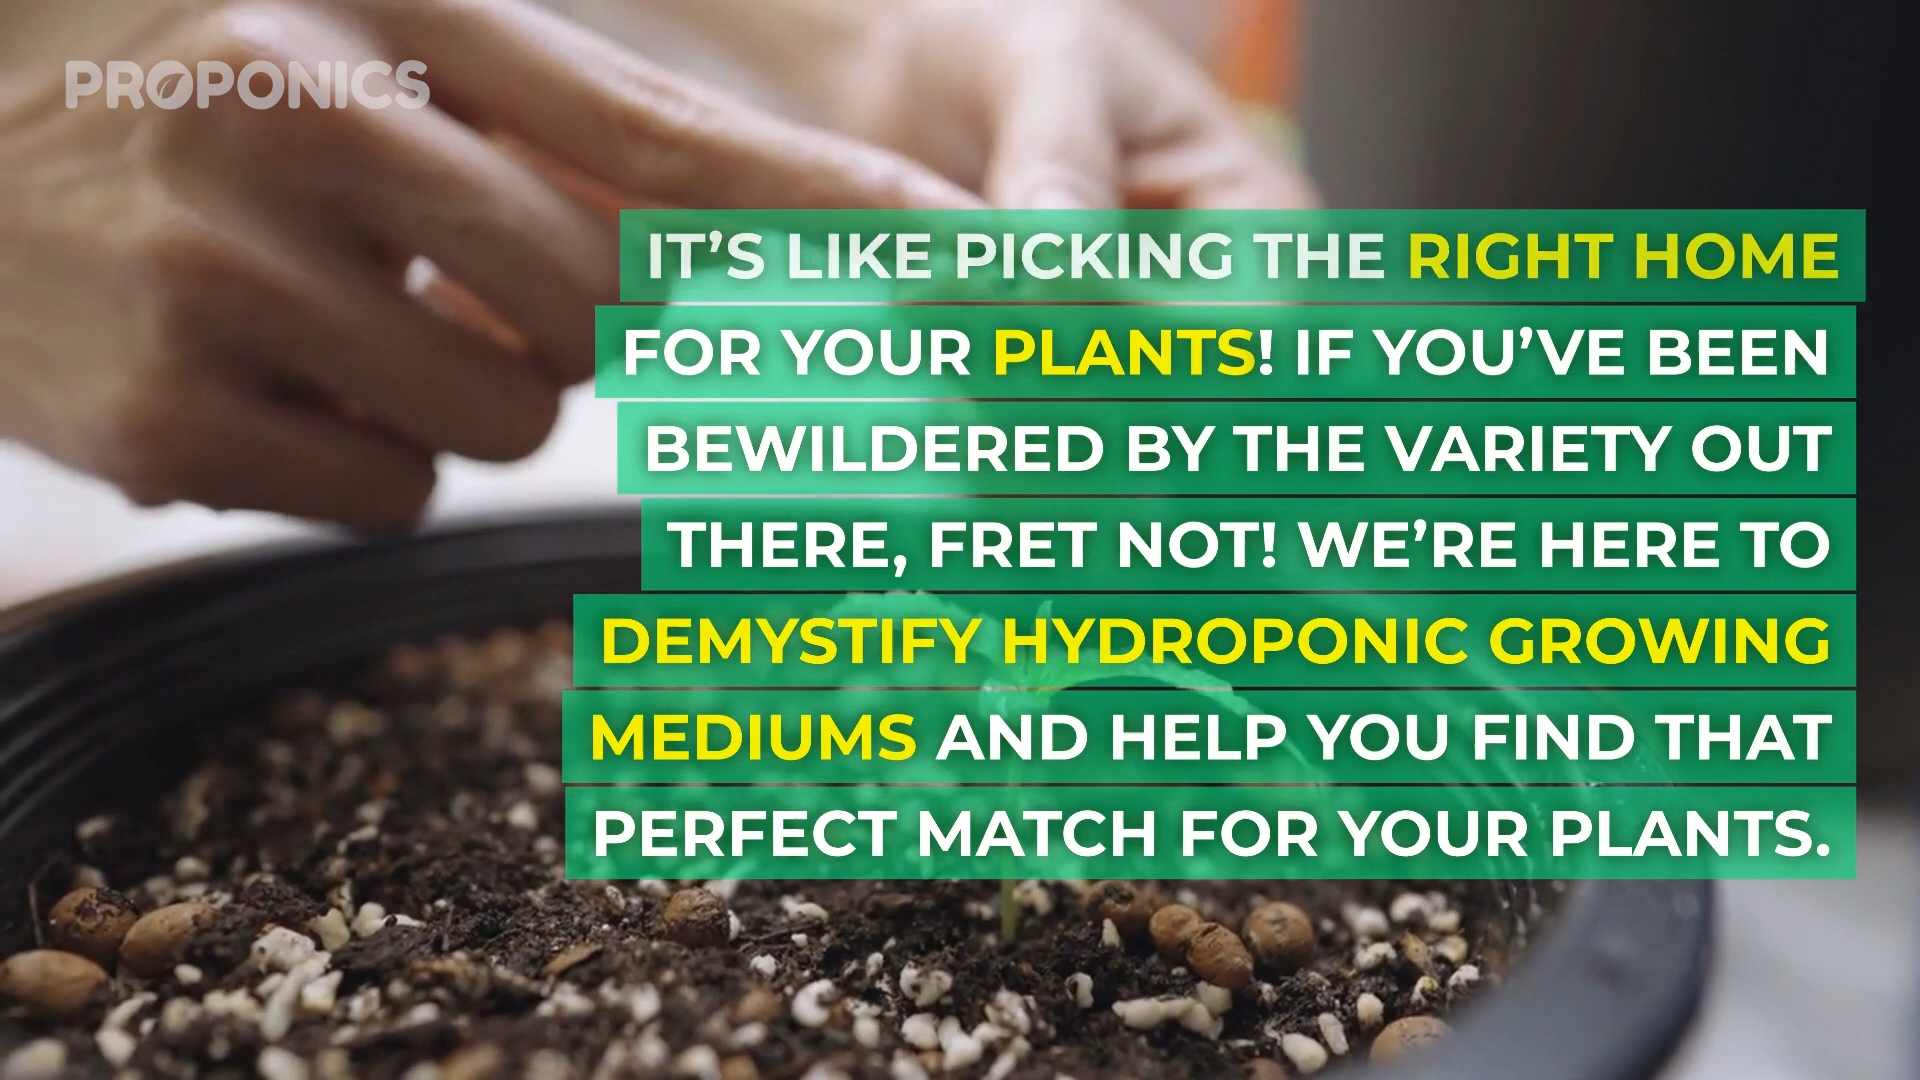 PROPONICS
IT’S LIKE PICKING THE RIGHT HOME
FOR YOUR PLANTS! IF YOU’VE BEEN
BEWILDERED BY THE VARIETY OUT
THERE, FRET NOT! WE’RE HERE TO
DEMYSTIFY HYDROPONIC GROWING
MEDIUMS AND HELP YOU FIND THAT
PERFECT MATCH FOR YOUR PLANTS.